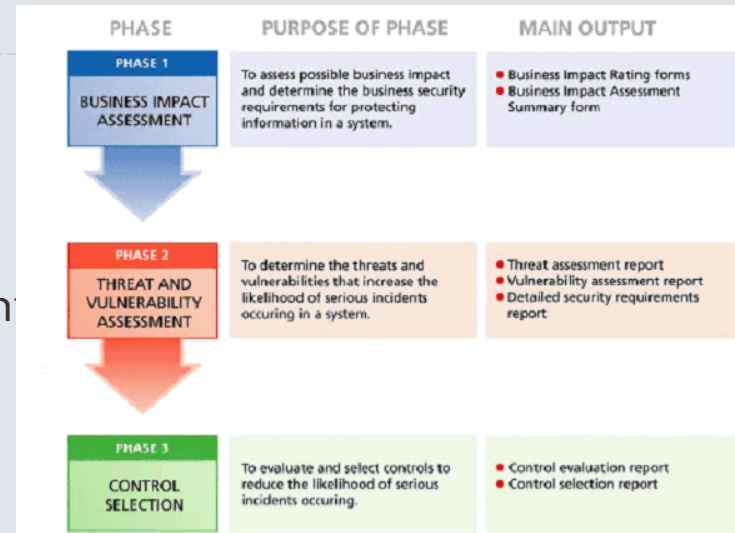 PHASE
PURPOSE OF PHASE
MAIN OUTPUT
PHASE 1
BUSINESS IMPACT
ASSESSMENT
To assess possible business impact
and determine the business security
requirements for protecting
information in a system.
• Business Impact Rating forms
• Business Impact Assessment
Summary form
PHASE 2
THREAT AND
VULNERABILITY
ASSESSMENT
To determine the threats and
vulnerabilities that increase the
likelihood of serious incidents
occuring in a system.
• Threat assessment report
• Vulnerability assessment report
• Detailed security requirements
report
PHASE 3
CONTROL
SELECTION
To evaluate and select controls to
reduce the likelihood of serious
incidents occuring.
• Control evaluation report
• Control selection report